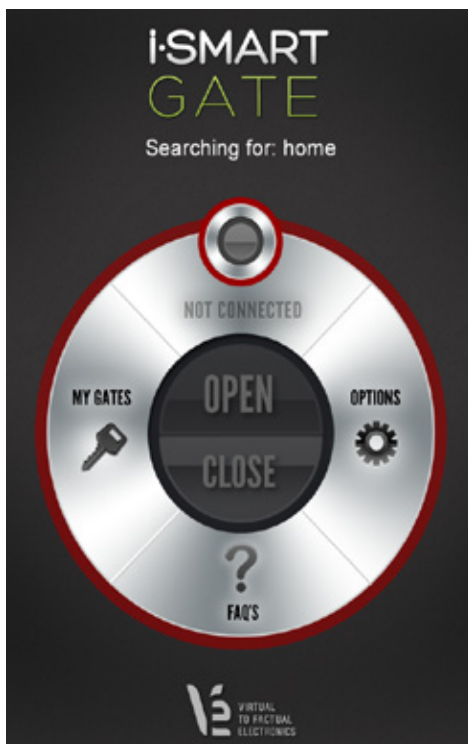 i·SMART
GATE
Searching for: home
NOT CONNECTED
MY GATES
OPEN
OPTIONS
CLOSE
?
FAQ'S
VIRTUAL
TO FACTUAL
ELECTRONICS